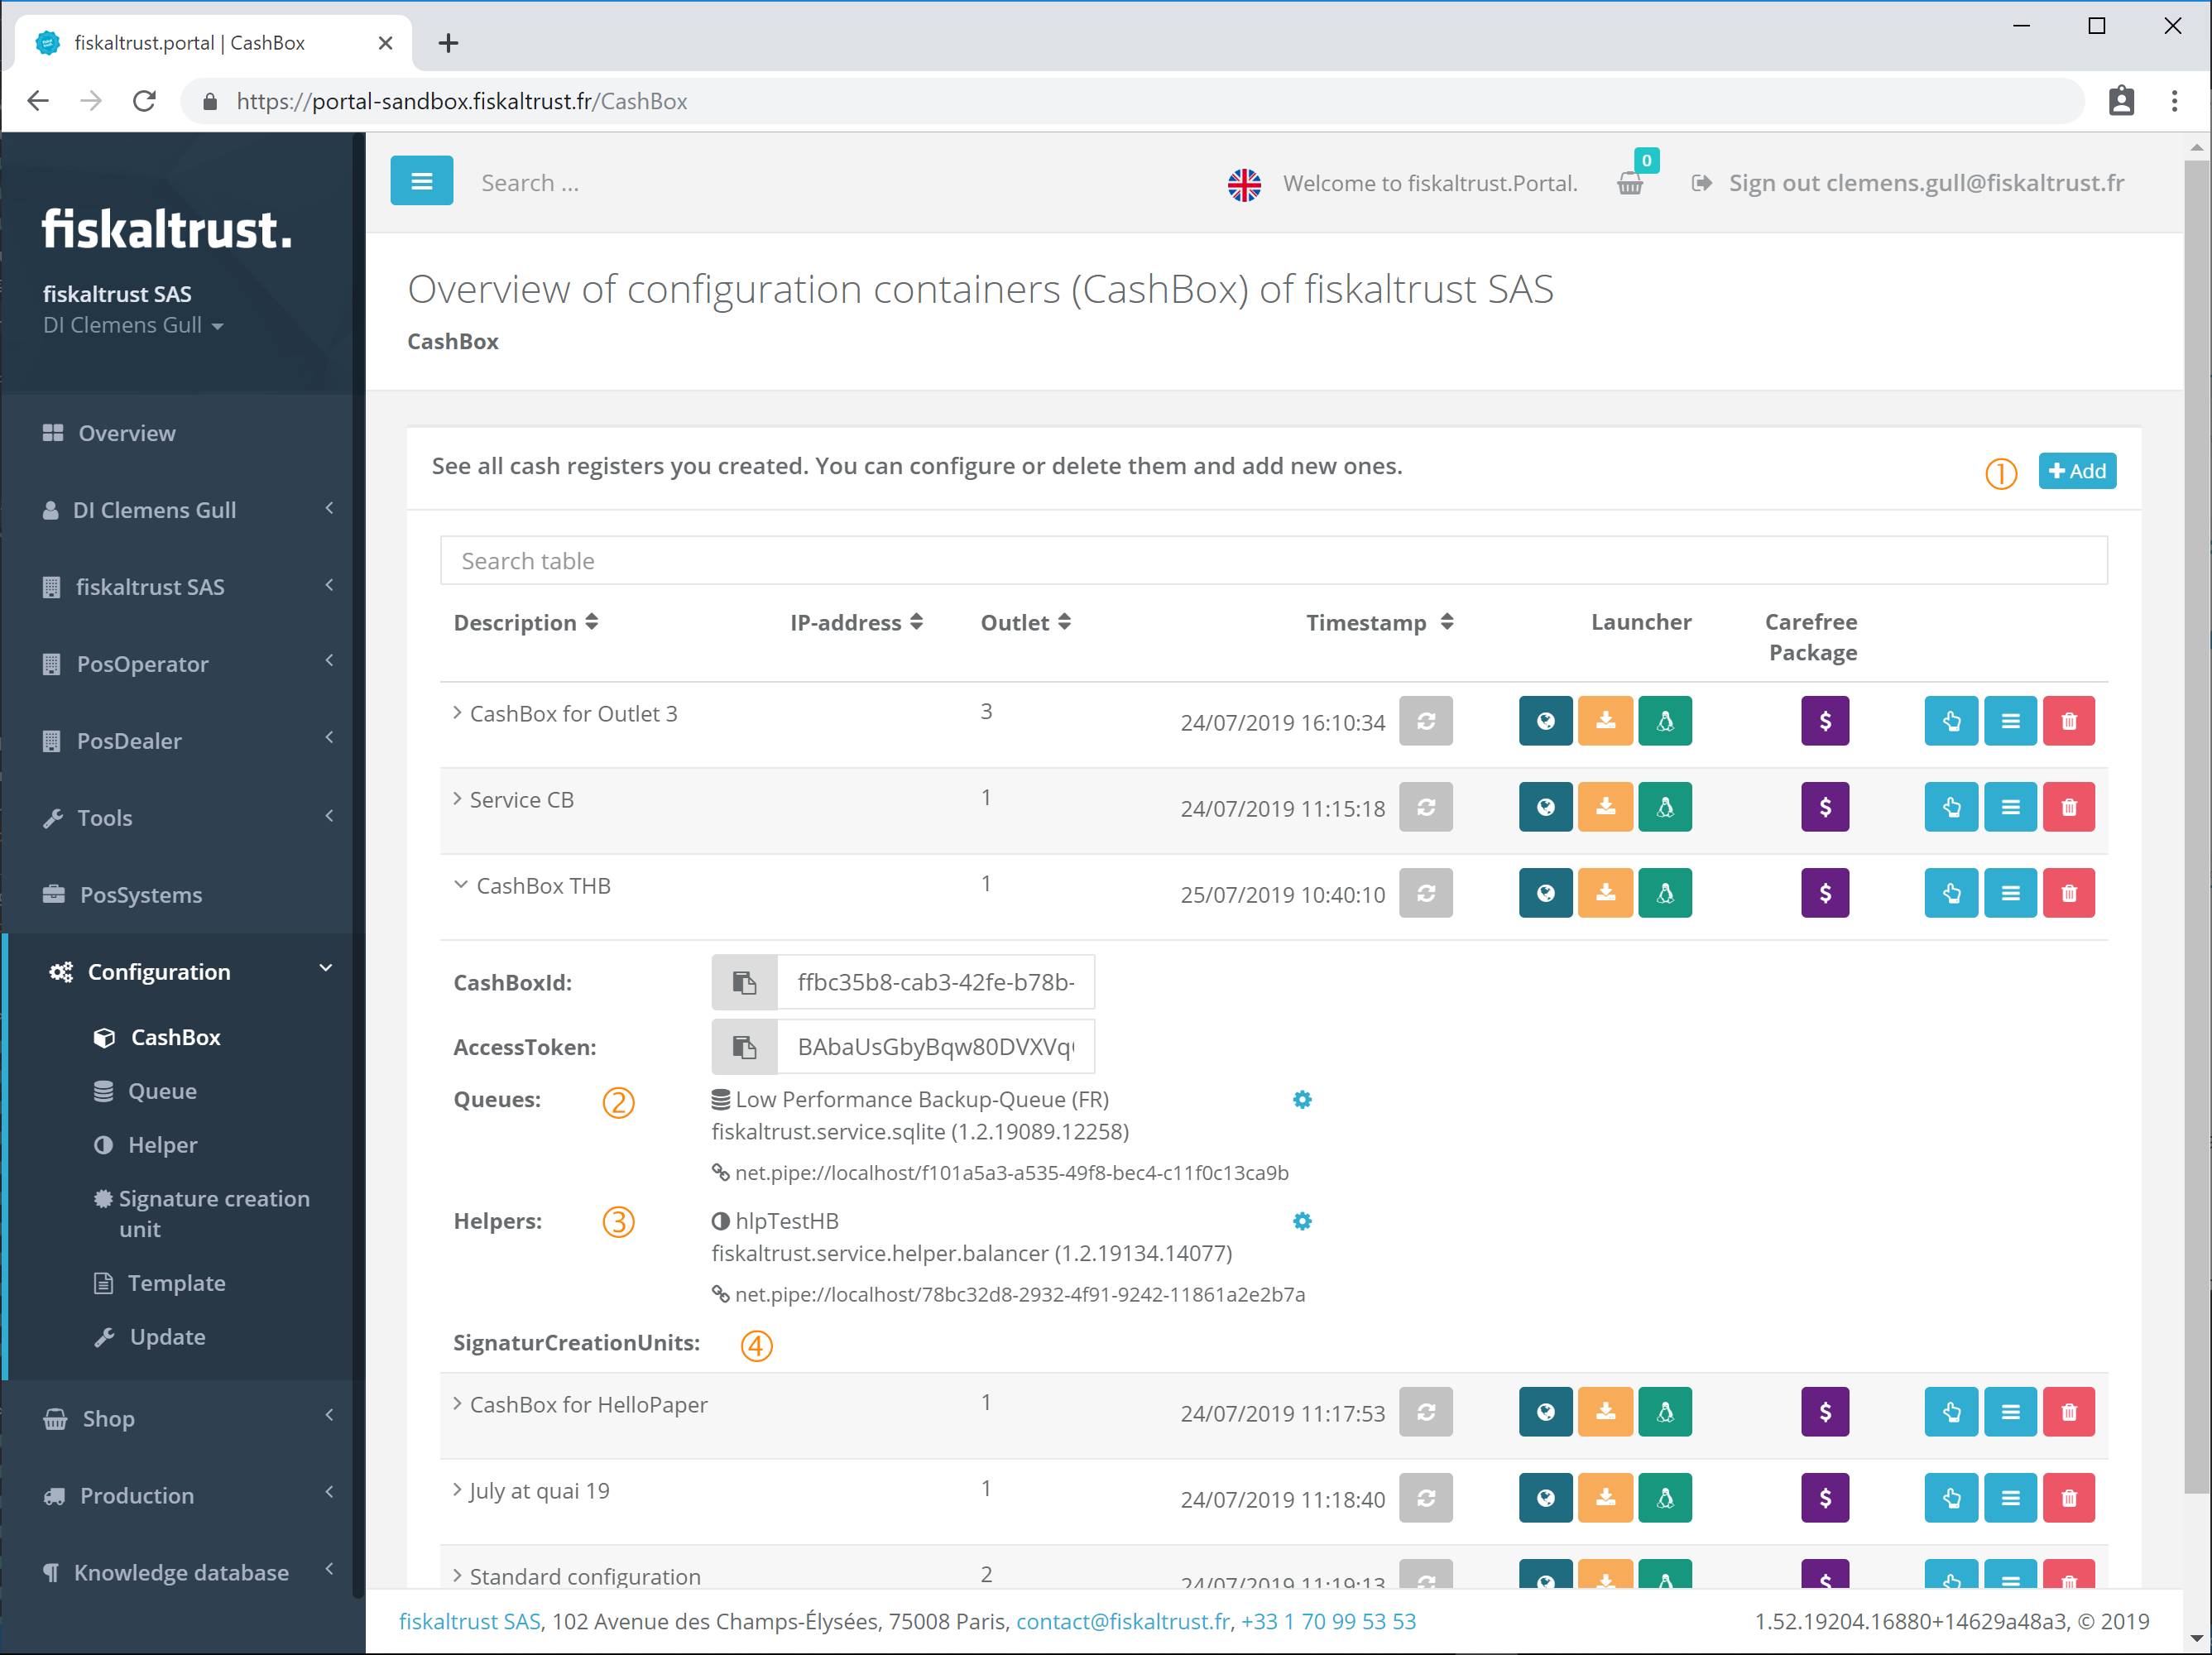 fiskaltrust.portal | CashBox
https://portal-sandbox.fiskaltrust.fr/CashBox
fiskaltrust.
fiskaltrust SAS
DI Clemens Gull
Overview
DI Clemens Gull
fiskaltrust SAS
PosOperator
PosDealer
Tools
PosSystems
Configuration
CashBox
Queue
Helper
Signature creation
unit
Template
Update
Shop
Production
Knowledge database
Search ...
Welcome to fiskaltrust.Portal.
0
Sign out clemens.gull@fiskaltrust.fr
Overview of configuration containers (CashBox) of fiskaltrust SAS
CashBox
See all cash registers you created. You can configure or delete them and add new ones.
① Add
Search table
Description IP-address Outlet Timestamp Launcher Carefree
Package
CashBox for Outlet 3 3 24/07/2019 16:10:34 $
Service CB 1 24/07/2019 11:15:18 $
CashBox THB 1 25/07/2019 10:40:10 $
CashBoxId: ffbc35b8-cab3-42fe-b78b-
AccessToken: BAbaUsGbyBqw80DVXVq
Queues: ② Low Performance Backup-Queue (FR)
fiskaltrust.service.sqlite (1.2.19089.12258)
net.pipe://localhost/f101a5a3-a535-49f8-bec4-c11f0c13ca9b
Helpers: ③ hlpTestHB
fiskaltrust.service.helper.balancer (1.2.19134.14077)
net.pipe://localhost/78bc32d8-2932-4f91-9242-11861a2e2b7a
SignaturCreationUnits: ④
CashBox for HelloPaper 1 24/07/2019 11:17:53 $
July at quai 19 1 24/07/2019 11:18:40 $
Standard configuration 2 24/07/2019 11:19:13 $
fiskaltrust SAS, 102 Avenue des Champs-Élysées, 75008 Paris, contact@fiskaltrust.fr, +33 1 70 99 53 53
1.52.19204.16880+14629a48a3, © 2019